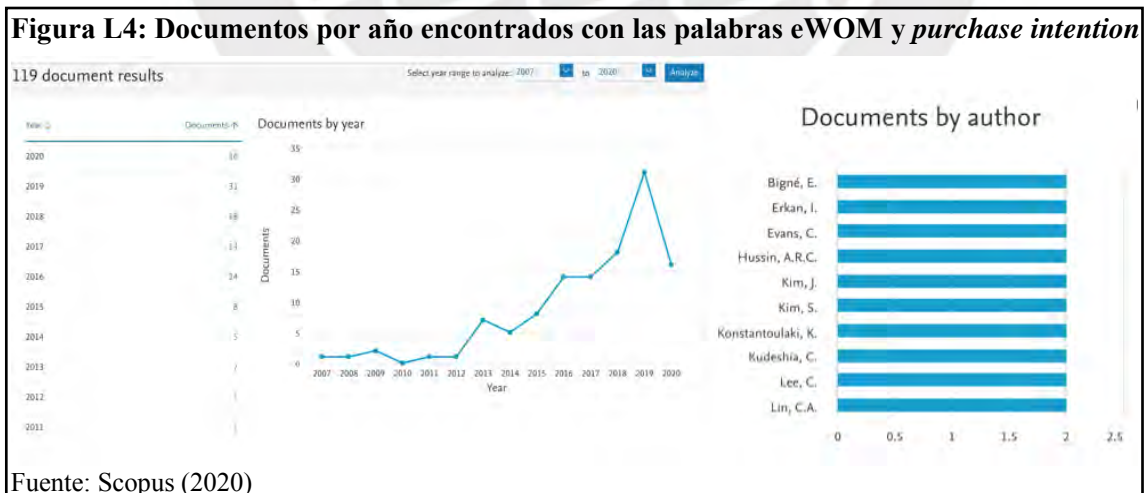 Figura L4: Documentos por año encontrados con las palabras eWOM y purchase intention
119 document results
Select year range to analyze: 2007 to 2020 Analyze
Year Documents
2020 16
2019 31
2018 18
2017 14
2016 14
2015 8
2014 5
2013 7
2012 1
2011 1
Documents by year
Documents
35
30
25
20
15
10
5
0
2007 2008 2009 2010 2011 2012 2013 2014 2015 2016 2017 2018 2019 2020
Year
Documents by author
Bigné, E.
Erkan, I.
Evans, C.
Hussin, A.R.C.
Kim, J.
Kim, S.
Konstantoulaki, K.
Kudeshia, C.
Lee, C.
Lin, C.A.
0 0.5 1 1.5 2 2.5
Fuente: Scopus (2020)